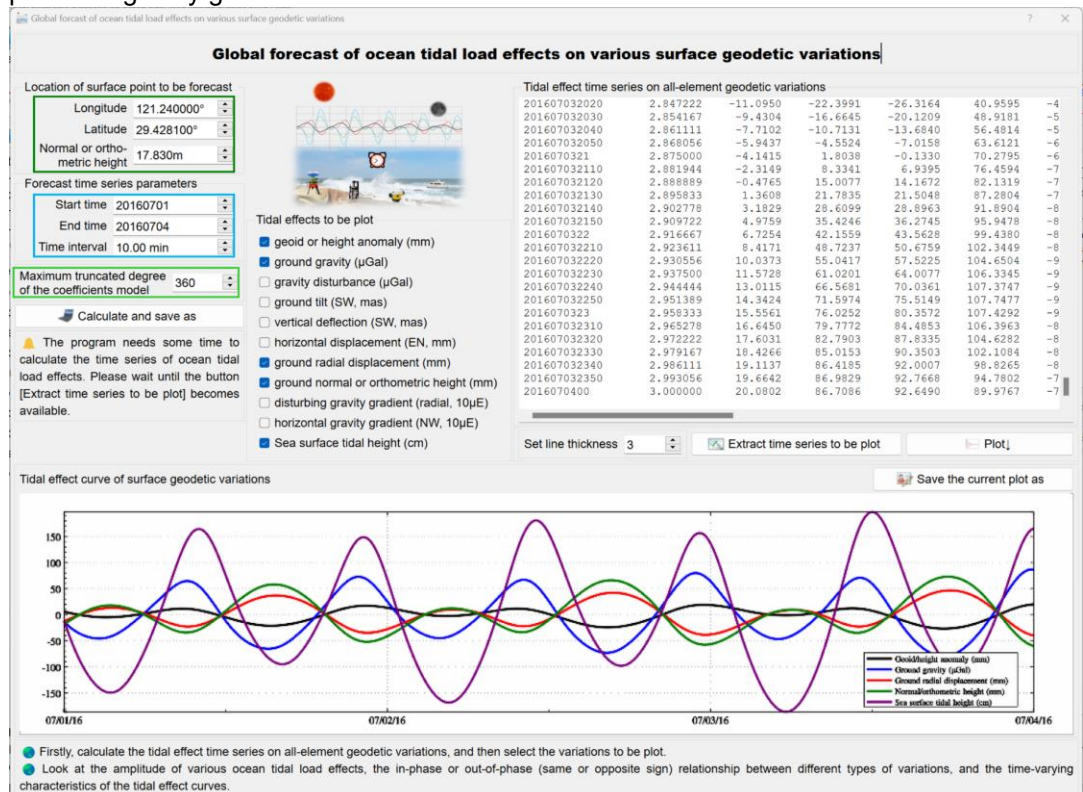 Global forcast of ocean tidal load effects on various surface geodetic variations
Global forecast of ocean tidal load effects on various surface geodetic variations
Location of surface point to be forecast
Longitude 121.240000°
Latitude 29.428100°
Normal or ortho-
metric height 17.830m
Forecast time series parameters
Start time 20160701
End time 20160704
Time interval 10.00 min
Maximum truncated degree
of the coefficients model 360
Calculate and save as
The program needs some time to
calculate the time series of ocean tidal
load effects. Please wait until the button
[Extract time series to be plot] becomes
available.
Tidal effects to be plot
geoid or height anomaly (mm)
ground gravity (μGal)
gravity disturbance (μGal)
ground tilt (SW, mas)
vertical deflection (SW, mas)
horizontal displacement (EN, mm)
ground radial displacement (mm)
ground normal or orthometric height (mm)
disturbing gravity gradient (radial, 10μE)
horizontal gravity gradient (NW, 10μE)
Sea surface tidal height (cm)
Tidal effect time series on all-element geodetic variations
201607032020 2.847222 -11.0950 -22.3991 -26.3164 40.9595 -4
201607032030 2.854167 -9.4304 -16.6645 -20.1209 48.9181 -5
201607032040 2.861111 -7.7102 -10.7131 -13.6840 56.4814 -5
201607032050 2.868056 -5.9437 -4.5524 -7.0158 63.6121 -6
2016070321 2.875000 -4.1415 1.8038 -0.1330 70.2795 -6
201607032110 2.881944 -2.3149 8.3341 6.9395 76.4594 -7
201607032120 2.888889 -0.4765 15.0077 14.1672 82.1319 -7
201607032130 2.895833 1.3608 21.7835 21.5048 87.2804 -7
201607032140 2.902778 3.1829 28.6099 28.8963 91.8904 -8
201607032150 2.909722 4.9759 35.4246 36.2745 95.9478 -8
2016070322 2.916667 6.7254 42.1559 43.5628 99.4380 -8
201607032210 2.923611 8.4171 48.7237 50.6759 102.3449 -9
201607032220 2.930556 10.0373 55.0417 57.5225 104.6504 -9
201607032230 2.937500 11.5728 61.0201 64.0077 106.3345 -9
201607032240 2.944444 13.0115 66.5681 70.0361 107.3747 -9
201607032250 2.951389 14.3424 71.5974 75.5149 107.7477 -9
2016070323 2.958333 15.5561 76.0252 80.3572 107.4292 -9
201607032310 2.965278 16.6450 79.7772 84.4853 106.3963 -8
201607032320 2.972222 17.6031 82.7903 87.8335 104.6282 -8
201607032330 2.979167 18.4266 85.0153 90.3503 102.1084 -8
201607032340 2.986111 19.1137 86.4185 92.0007 98.8265 -8
201607032350 2.993056 19.6642 86.9829 92.7668 94.7802 -7
2016070400 3.000000 20.0802 86.7086 92.6490 89.9767 -7
Set line thickness 3
Extract time series to be plot
Plot↓
Tidal effect curve of surface geodetic variations
Save the current plot as
150
100
50
0
-50
-100
-150
07/01/16 07/02/16 07/03/16 07/04/16
Geoid/height anomaly (mm)
Ground gravity (μGal)
Ground radial displacement (mm)
Normal/orthometric height (mm)
Sea surface tidal height (cm)
Firstly, calculate the tidal effect time series on all-element geodetic variations, and then select the variations to be plot.
Look at the amplitude of various ocean tidal load effects, the in-phase or out-of-phase (same or opposite sign) relationship between different types of variations, and the time-varying
characteristics of the tidal effect curves.